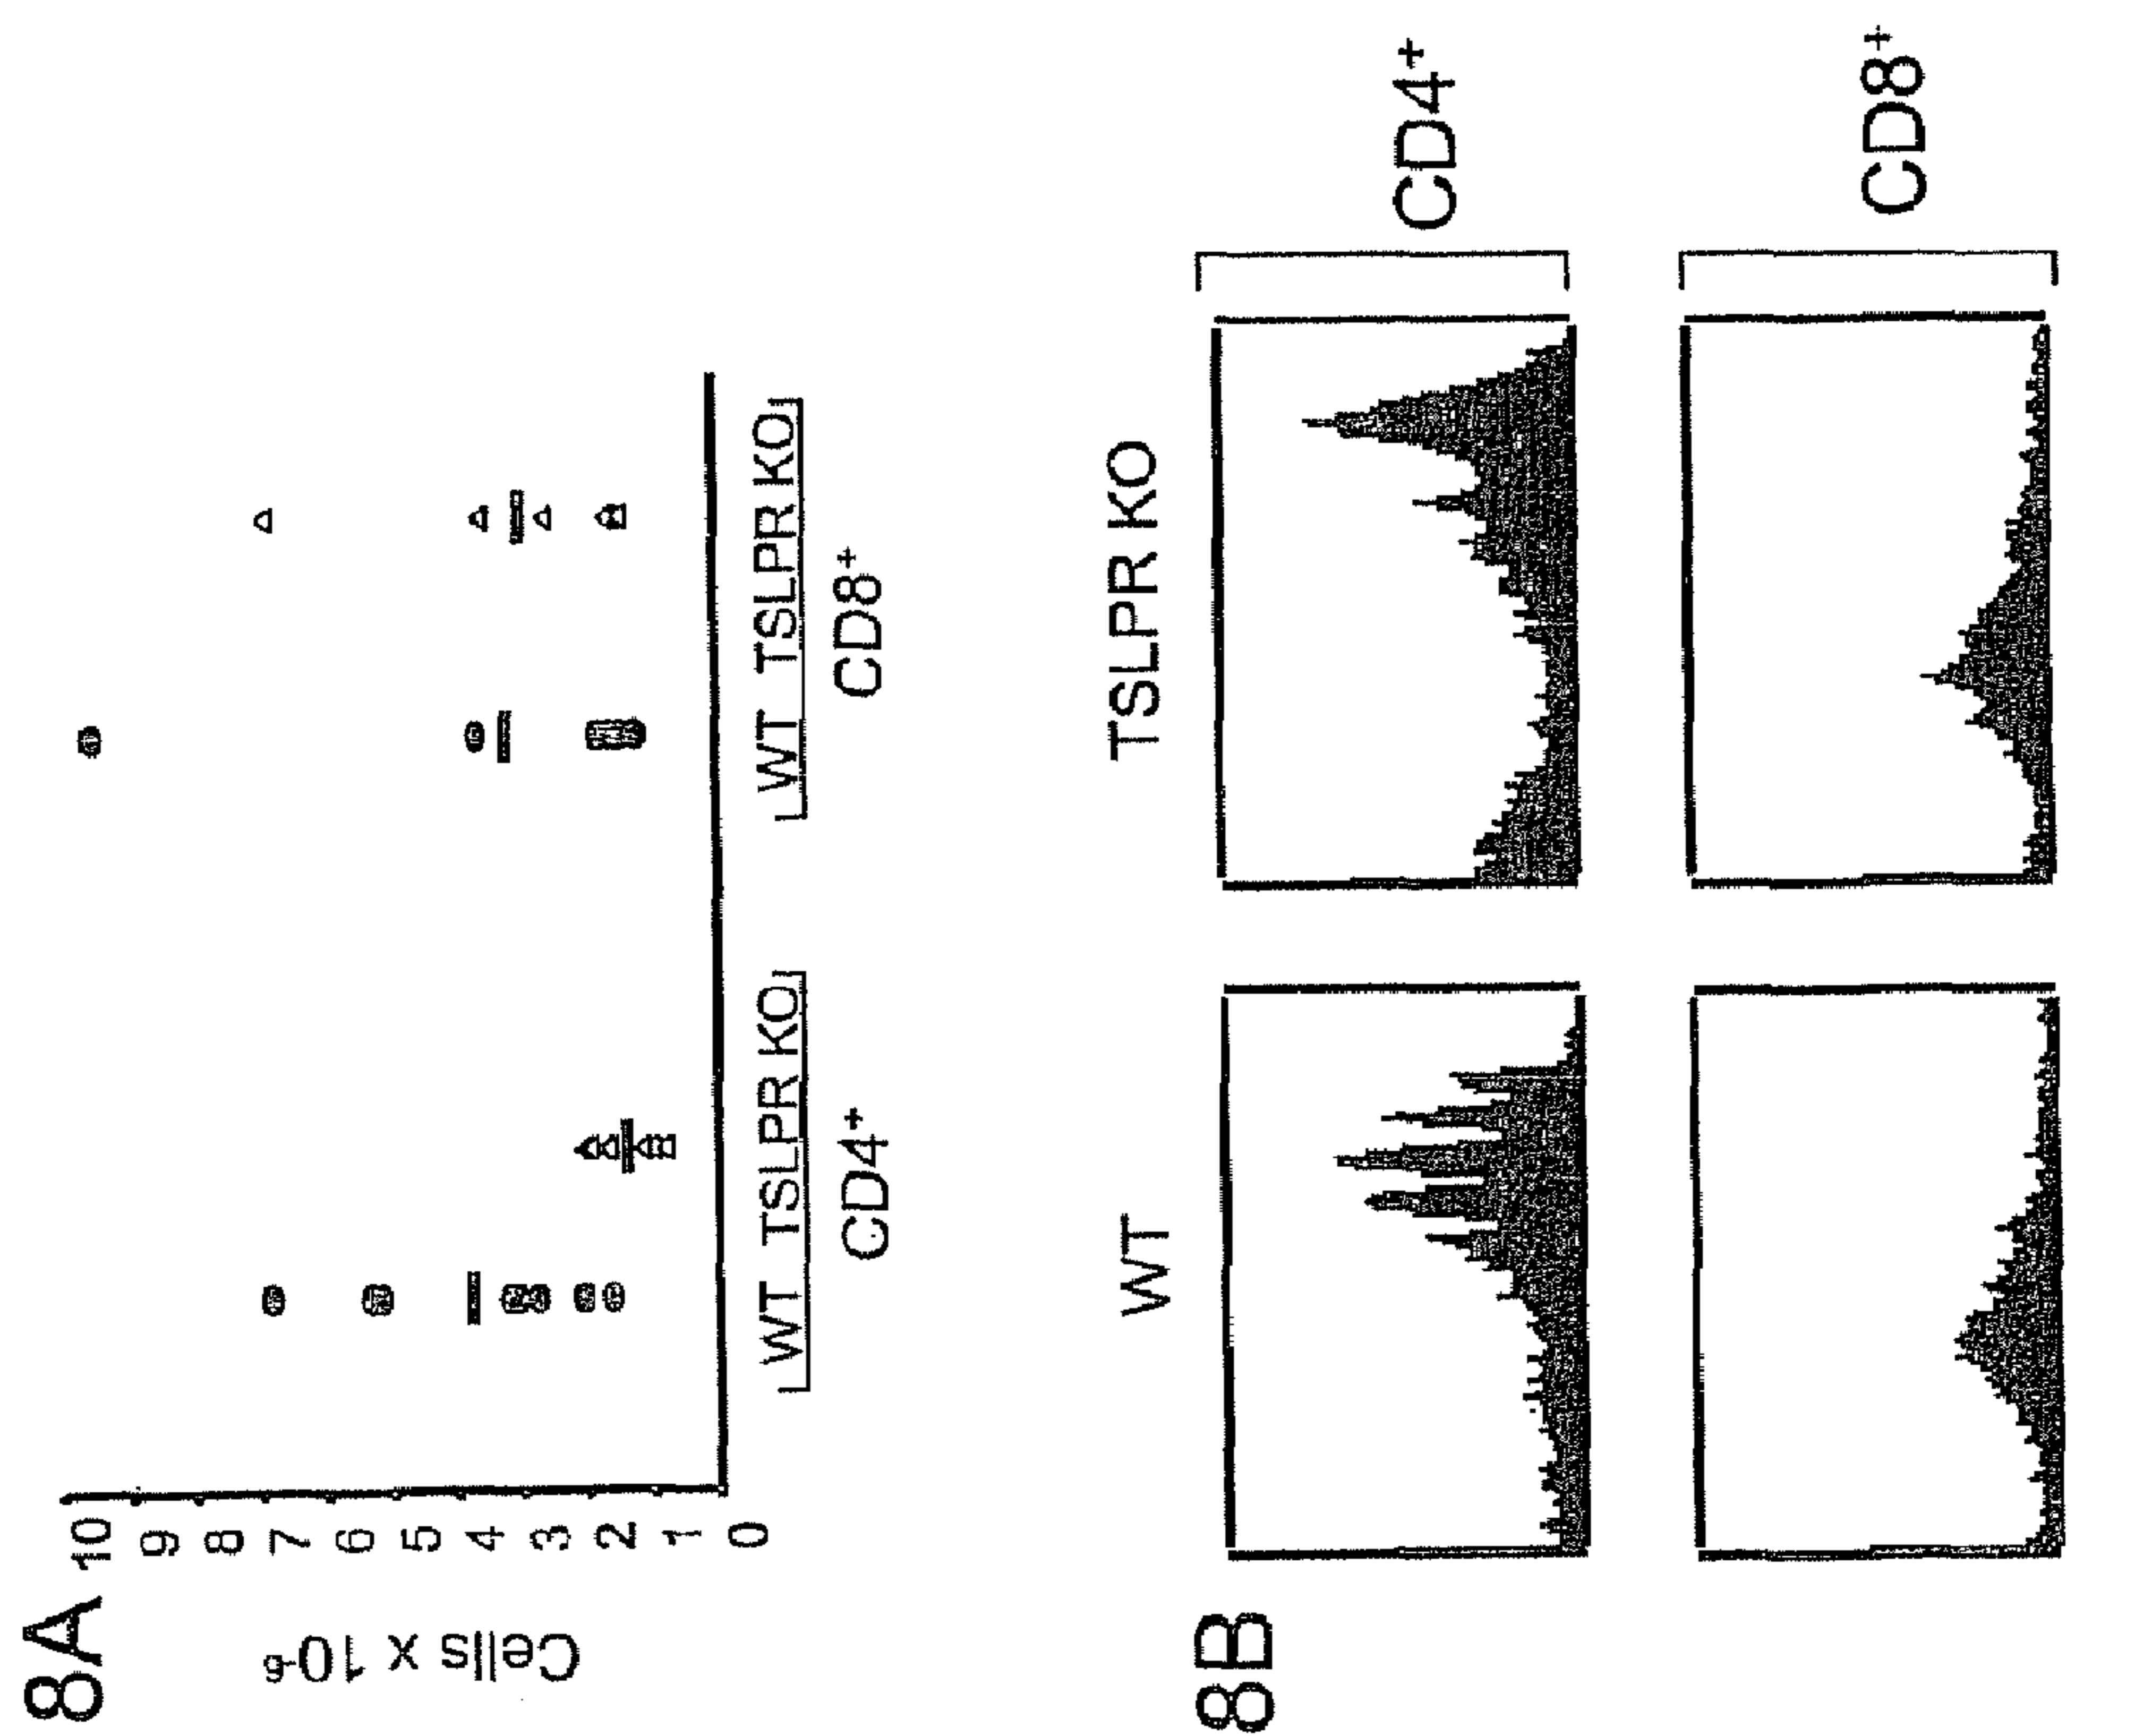 8A
Cells x 10-6
10
9
8
7
6
5
4
3
2
1
0
WT TSLPR KO
CD4+
WT TSLPR KO
CD8+
8B
WT
TSLPR KO
CD4+
CD8+